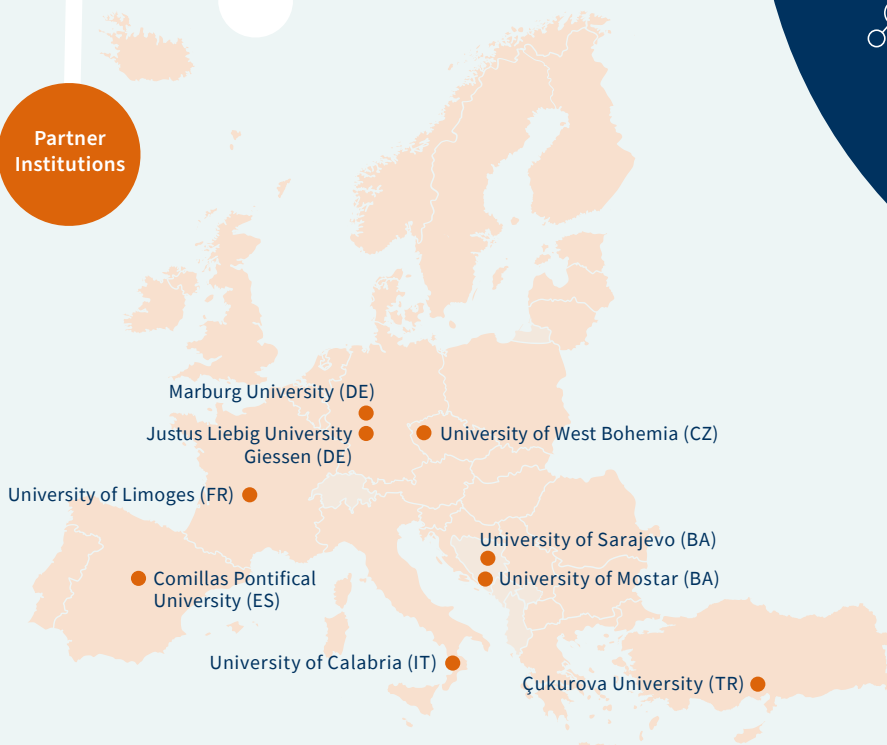 Partner
Institutions
Marburg University (DE)
Justus Liebig University
Giessen (DE)
University of West Bohemia (CZ)
University of Limoges (FR)
University of Sarajevo (BA)
University of Mostar (BA)
Comillas Pontifical
University (ES)
University of Calabria (IT)
Çukurova University (TR)